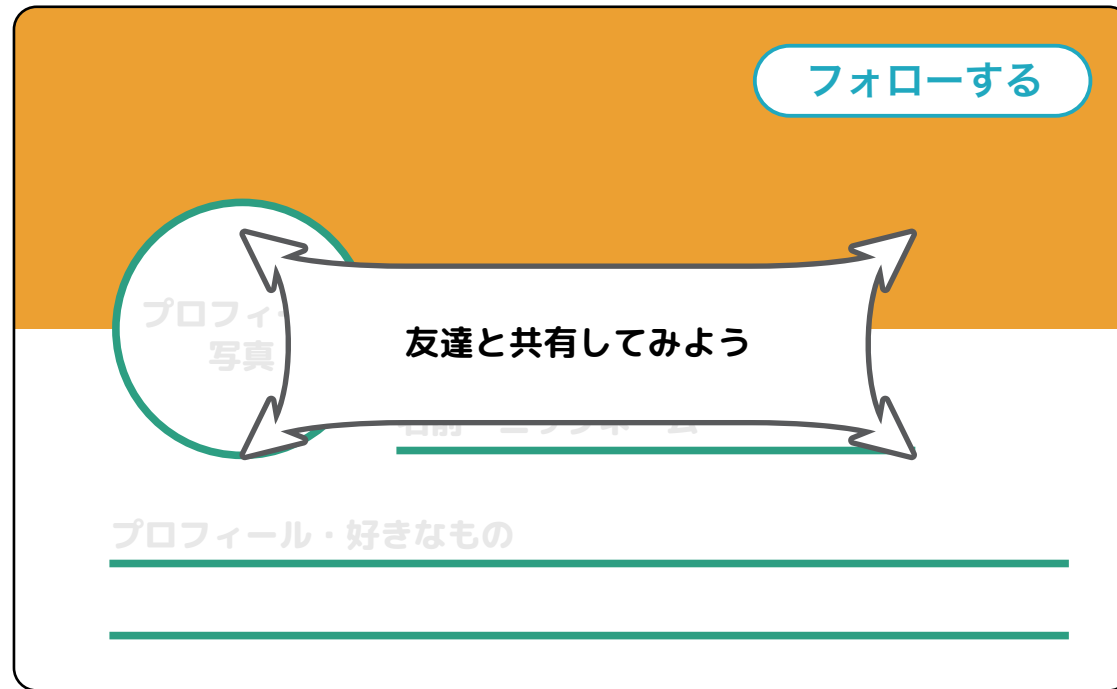 フォローする
プロフィ
写真
友達と共有してみよう
プロフィール・好きなもの